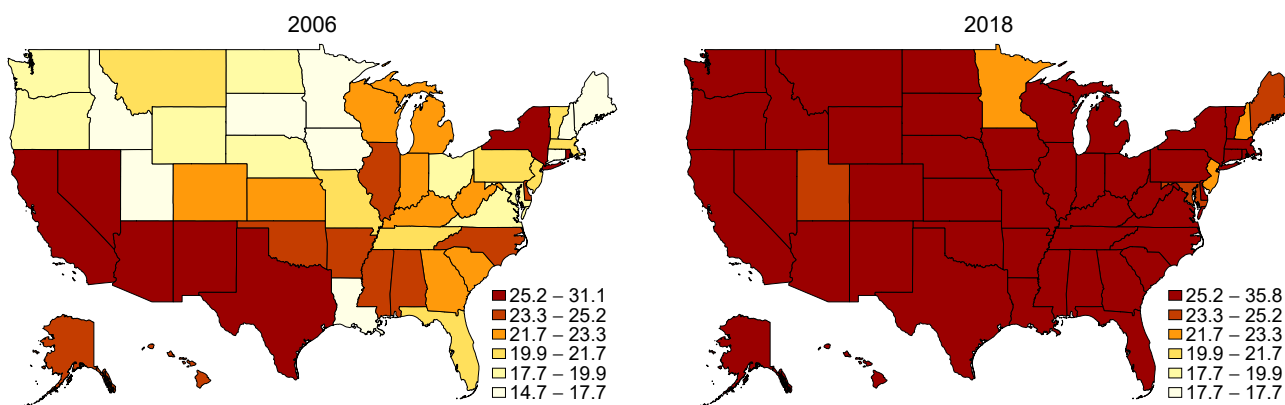 2006
25.2 – 31.1
23.3 – 25.2
21.7 – 23.3
19.9 – 21.7
17.7 – 19.9
14.7 – 17.7
2018
25.2 – 35.8
23.3 – 25.2
21.7 – 23.3
19.9 – 21.7
17.7 – 19.9
17.7 – 17.7